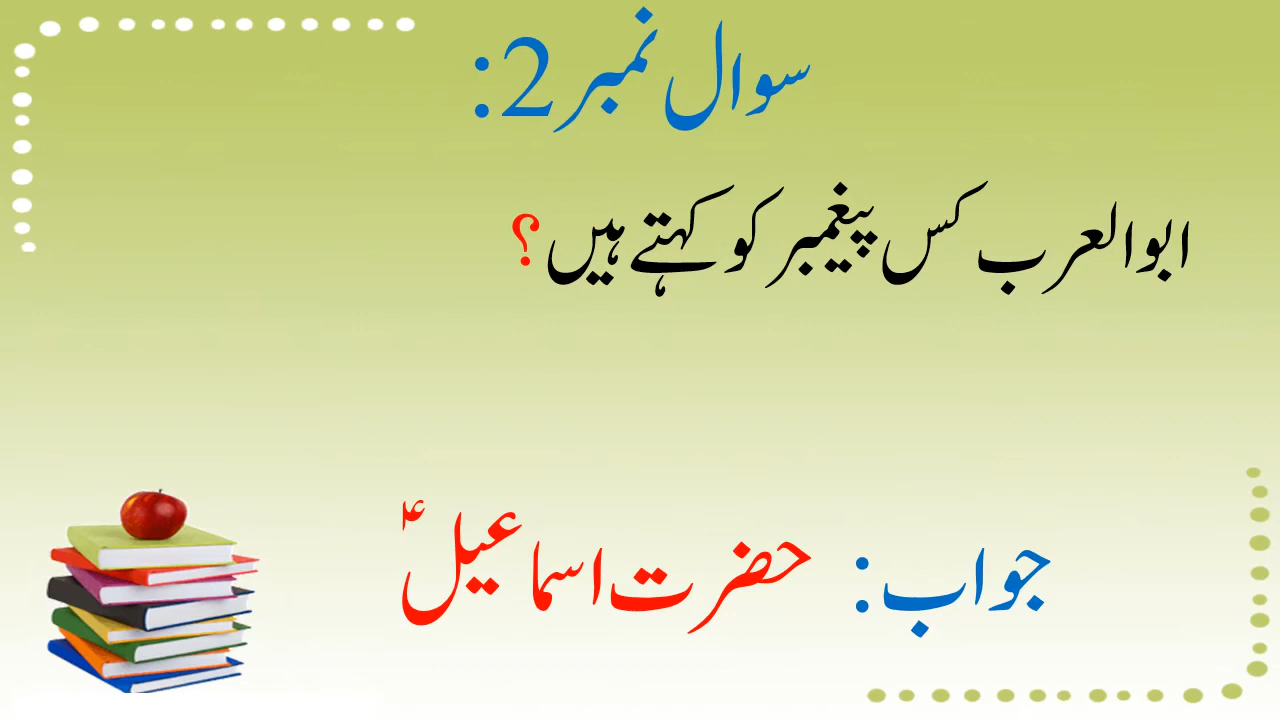 سوال نمبر 2:
ابوالعرب کس پیغمبر کو کہتے ہیں؟
جواب: حضرت اسماعیلؑ